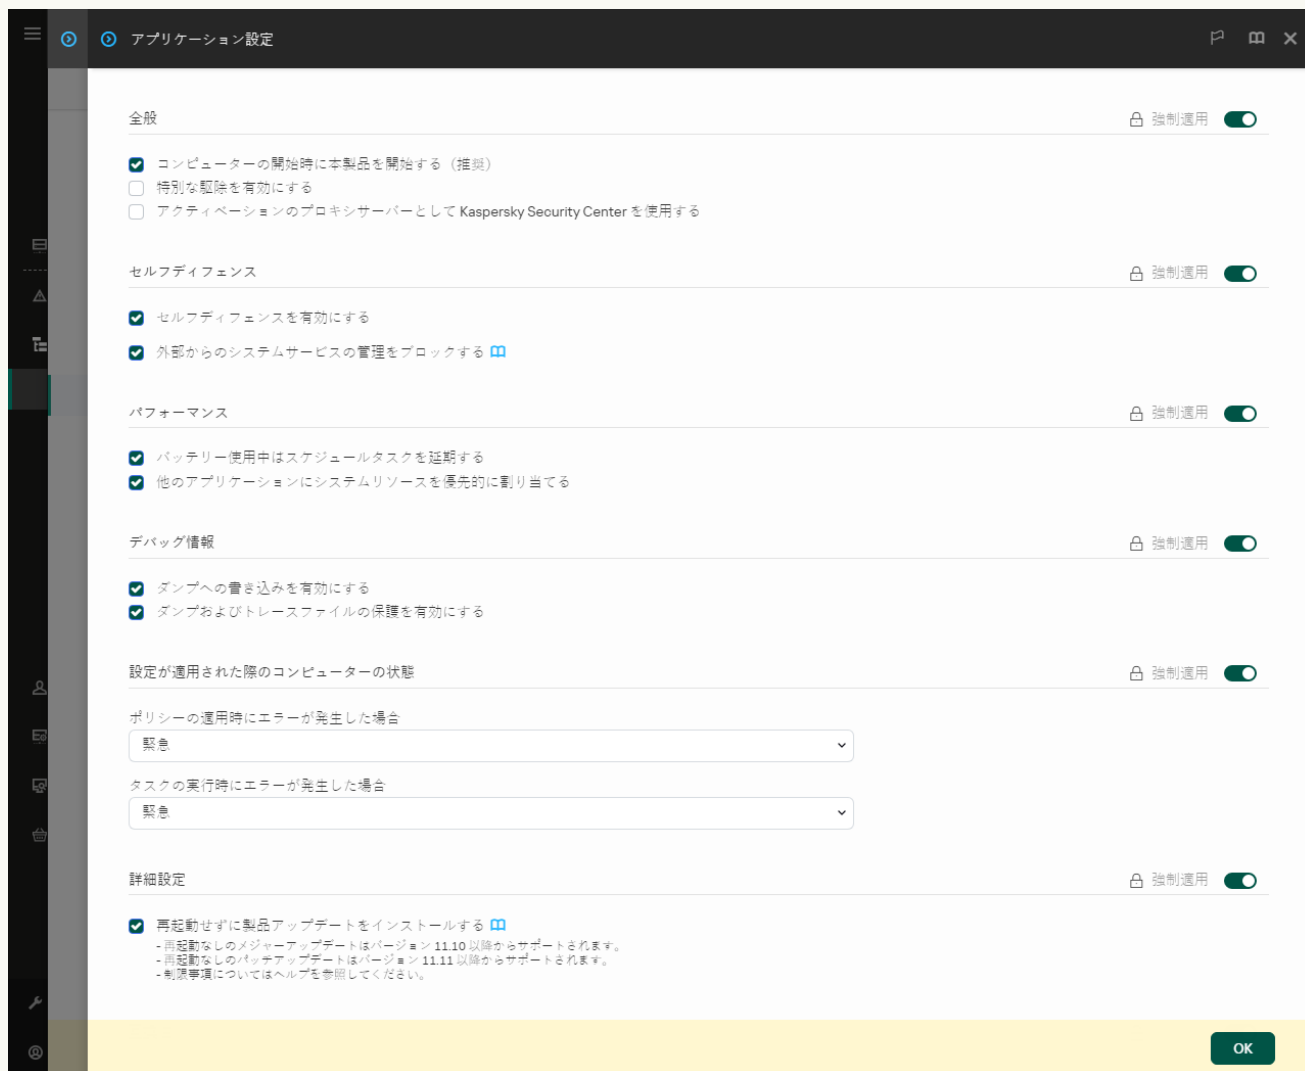 アプリケーション設定
全般
強制適用
コンピューターの開始時に本製品を開始する（推奨）
特別な駆除を有効にする
アクティベーションのプロキシサーバーとして Kaspersky Security Center を使用する
セルフディフェンス
強制適用
セルフディフェンスを有効にする
外部からのシステムサービスの管理をブロックする
パフォーマンス
強制適用
バッテリー使用中はスケジュールタスクを延期する
他のアプリケーションにシステムリソースを優先的に割り当てる
デバッグ情報
強制適用
ダンプへの書き込みを有効にする
ダンプおよびトレースファイルの保護を有効にする
設定が適用された際のコンピューターの状態
強制適用
ポリシーの適用時にエラーが発生した場合
緊急
タスクの実行時にエラーが発生した場合
緊急
詳細設定
強制適用
再起動せずに製品アップデートをインストールする
- 再起動なしのメジャーアップデートはバージョン 11.10 以降からサポートされます。
- 再起動なしのパッチアップデートはバージョン 11.11 以降からサポートされます。
- 制限事項についてはヘルプを参照してください。
OK